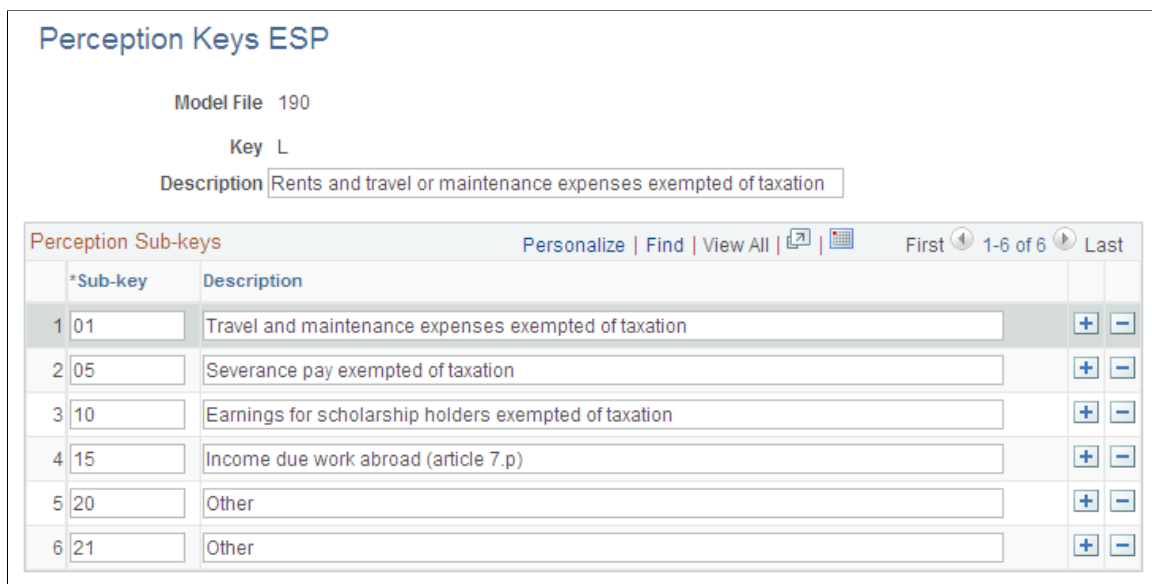 Perception Keys ESP
Model File 190
Key L
Description Rents and travel or maintenance expenses exempted of taxation
Perception Sub-keys Personalize | Find | View All | | First 1-6 of 6 Last
*Sub-key Description
1 01 Travel and maintenance expenses exempted of taxation + −
2 05 Severance pay exempted of taxation + −
3 10 Earnings for scholarship holders exempted of taxation + −
4 15 Income due work abroad (article 7.p) + −
5 20 Other + −
6 21 Other + −